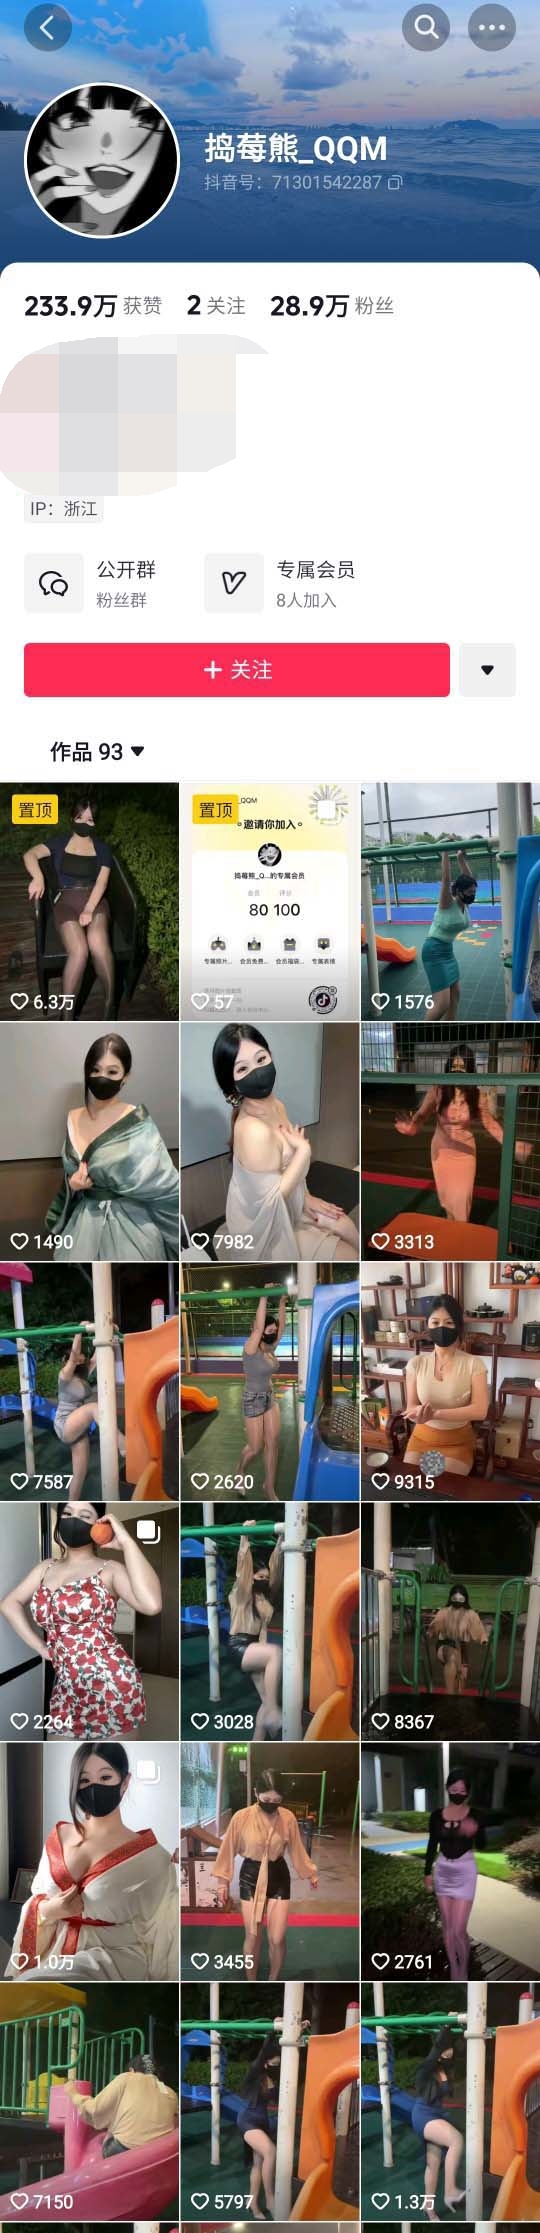 捣莓熊_QQM
抖音号：71301542287
233.9万 获赞 2 关注 28.9万 粉丝
IP：浙江
公开群
粉丝群
专属会员
8人加入
+ 关注
作品 93
置顶
6.3万
置顶
_QQM
邀请你加入
捣莓熊_Q...的专属会员
会员 评分
80 100
专属照片... 会员免费... 会员福袋... 专属表情
57
1576
1490
7982
3313
7587
2620
9315
2264
3028
8367
1.0万
3455
2761
7150
5797
1.3万